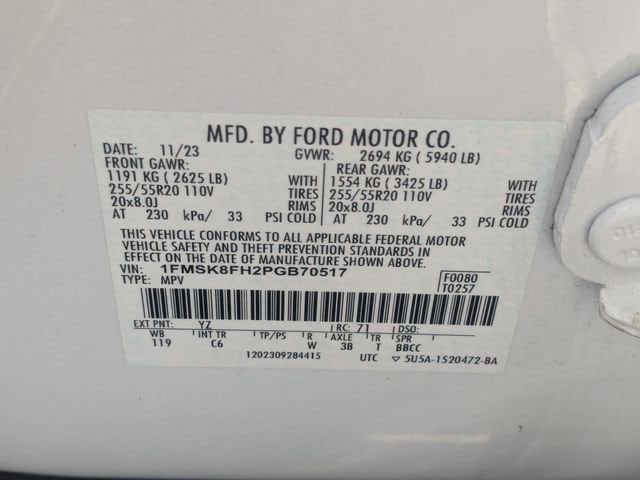 MFD. BY FORD MOTOR CO.
DATE: 11/23 GVWR: 2694 KG ( 5940 LB)
FRONT GAWR: REAR GAWR:
1191 KG ( 2625 LB) WITH 1554 KG ( 3425 LB) WITH
255/55R20 110V TIRES 255/55R20 110V TIRES
20x8.0J RIMS 20x8.0J RIMS
AT 230 kPa/ 33 PSI COLD AT 230 kPa/ 33 PSI COLD
THIS VEHICLE CONFORMS TO ALL APPLICABLE FEDERAL MOTOR
VEHICLE SAFETY AND THEFT PREVENTION STANDARDS IN EFFECT ON
THE DATE OF MANUFACTURE SHOWN ABOVE.
VIN: 1FMSK8FH2PGB70517 F0080
TYPE: MPV T0257
EXT PNT: YZ RC: 71 DSO:
WB INT TR TP/PS R AXLE TR SPR
119 C6 W 3B T BBCC
1202309284415 UTC ▽ 5U5A-1520472-BA